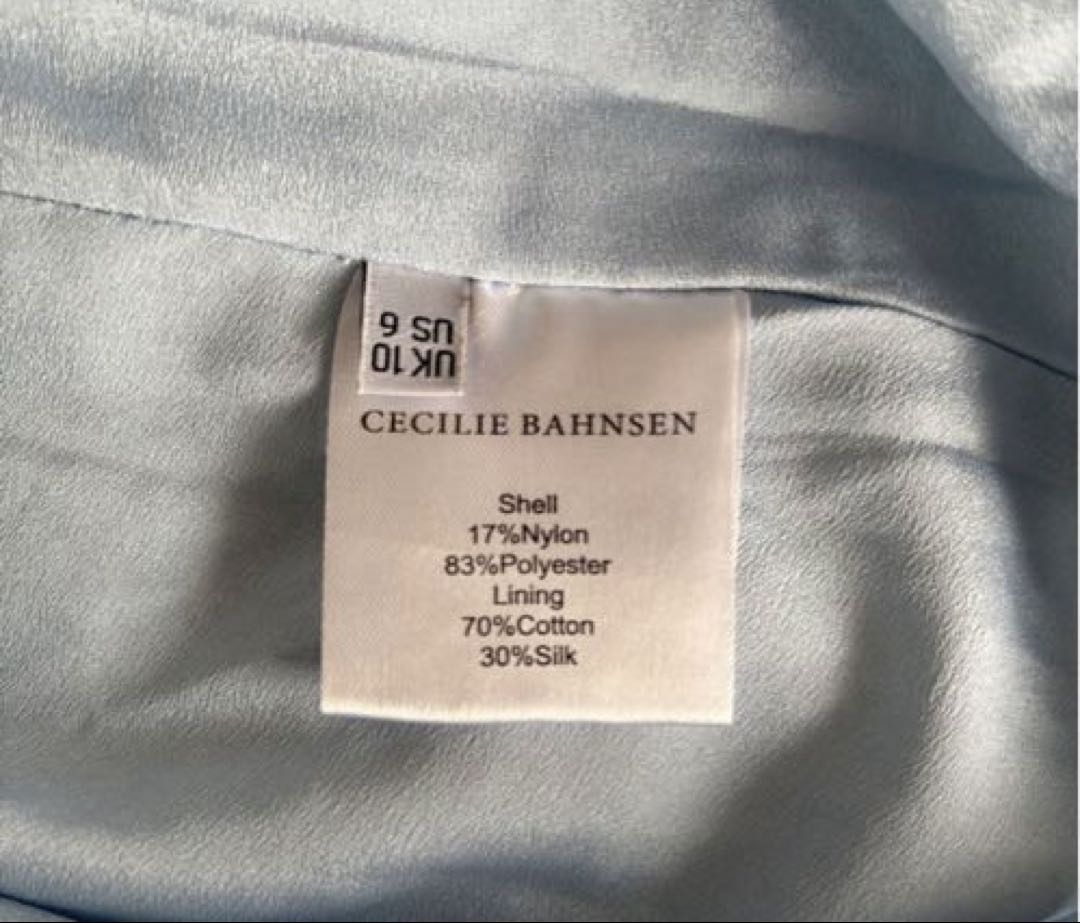 UK10
US 6
CECILIE BAHNSEN
Shell
17%Nylon
83%Polyester
Lining
70%Cotton
30%Silk